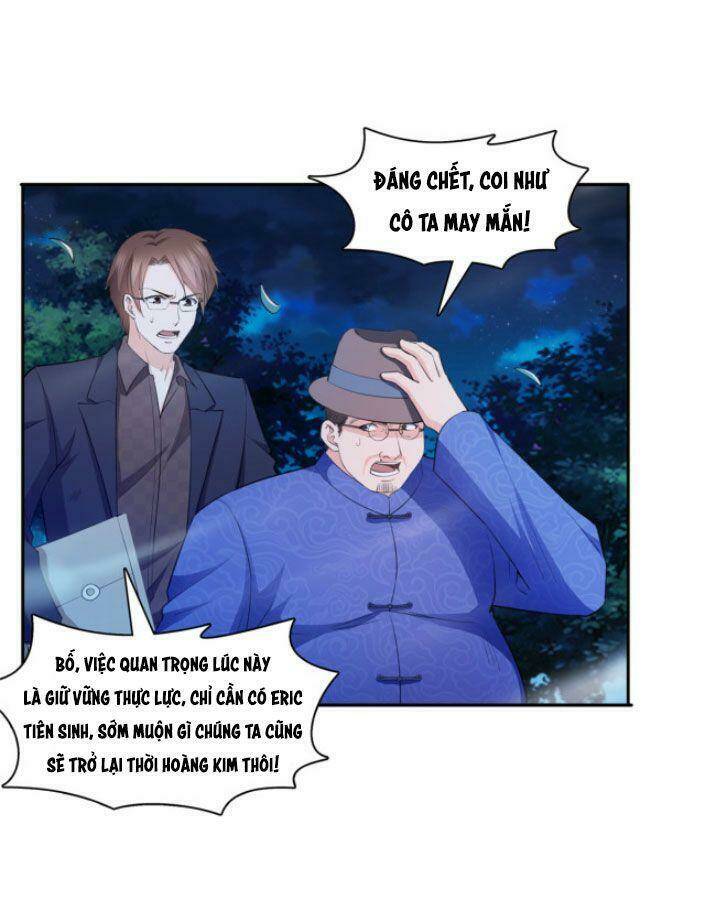 ĐÁNG CHẾT, COI NHƯ
CÔ TA MAY MẮN!
BỐ, VIỆC QUAN TRỌNG LÚC NÀY
LÀ GIỮ VỮNG THỰC LỰC, CHỈ CẦN CÓ ERIC
TIÊN SINH, SỚM MUỘN GÌ CHÚNG TA CŨNG
SẼ TRỞ LẠI THỜI HOÀNG KIM THÔI!